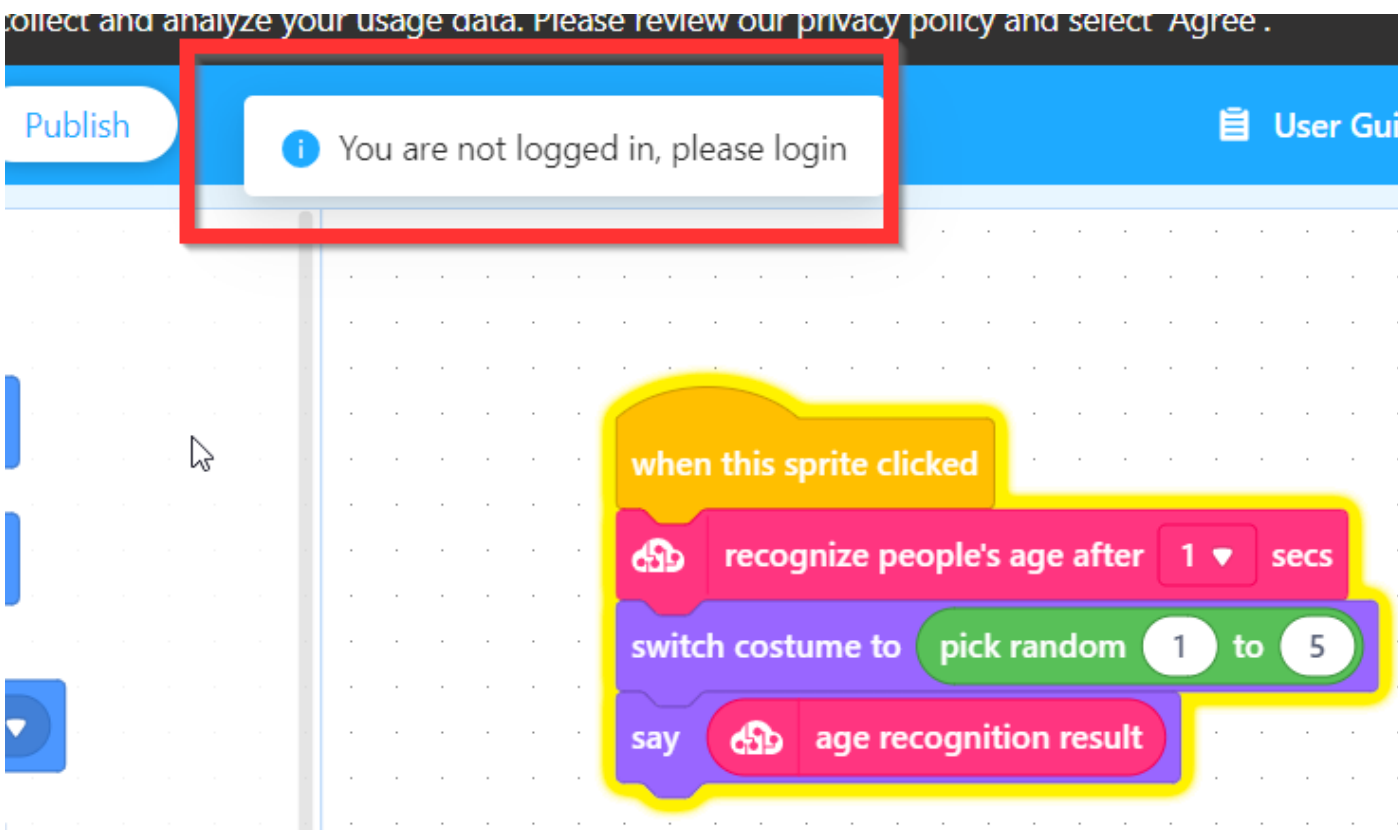 collect and analyze your usage data. Please review our privacy policy and select 'Agree'.
Publish
You are not logged in, please login
User Gui
when this sprite clicked
recognize people's age after 1 secs
switch costume to pick random 1 to 5
say age recognition result